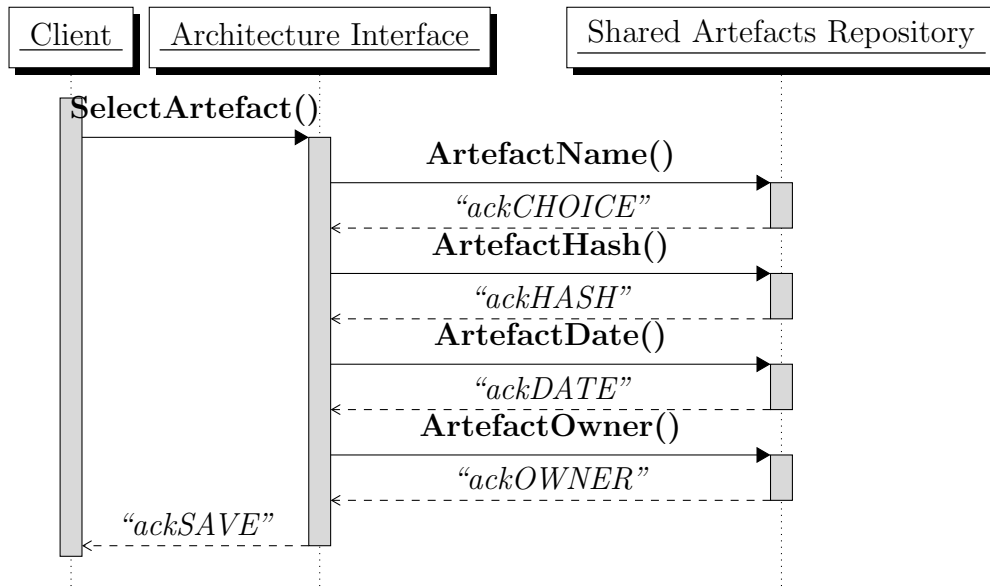 Client
Architecture Interface
Shared Artefacts Repository
SelectArtefact()
ArtefactName()
“ackCHOICE”
ArtefactHash()
“ackHASH”
ArtefactDate()
“ackDATE”
ArtefactOwner()
“ackOWNER”
“ackSAVE”